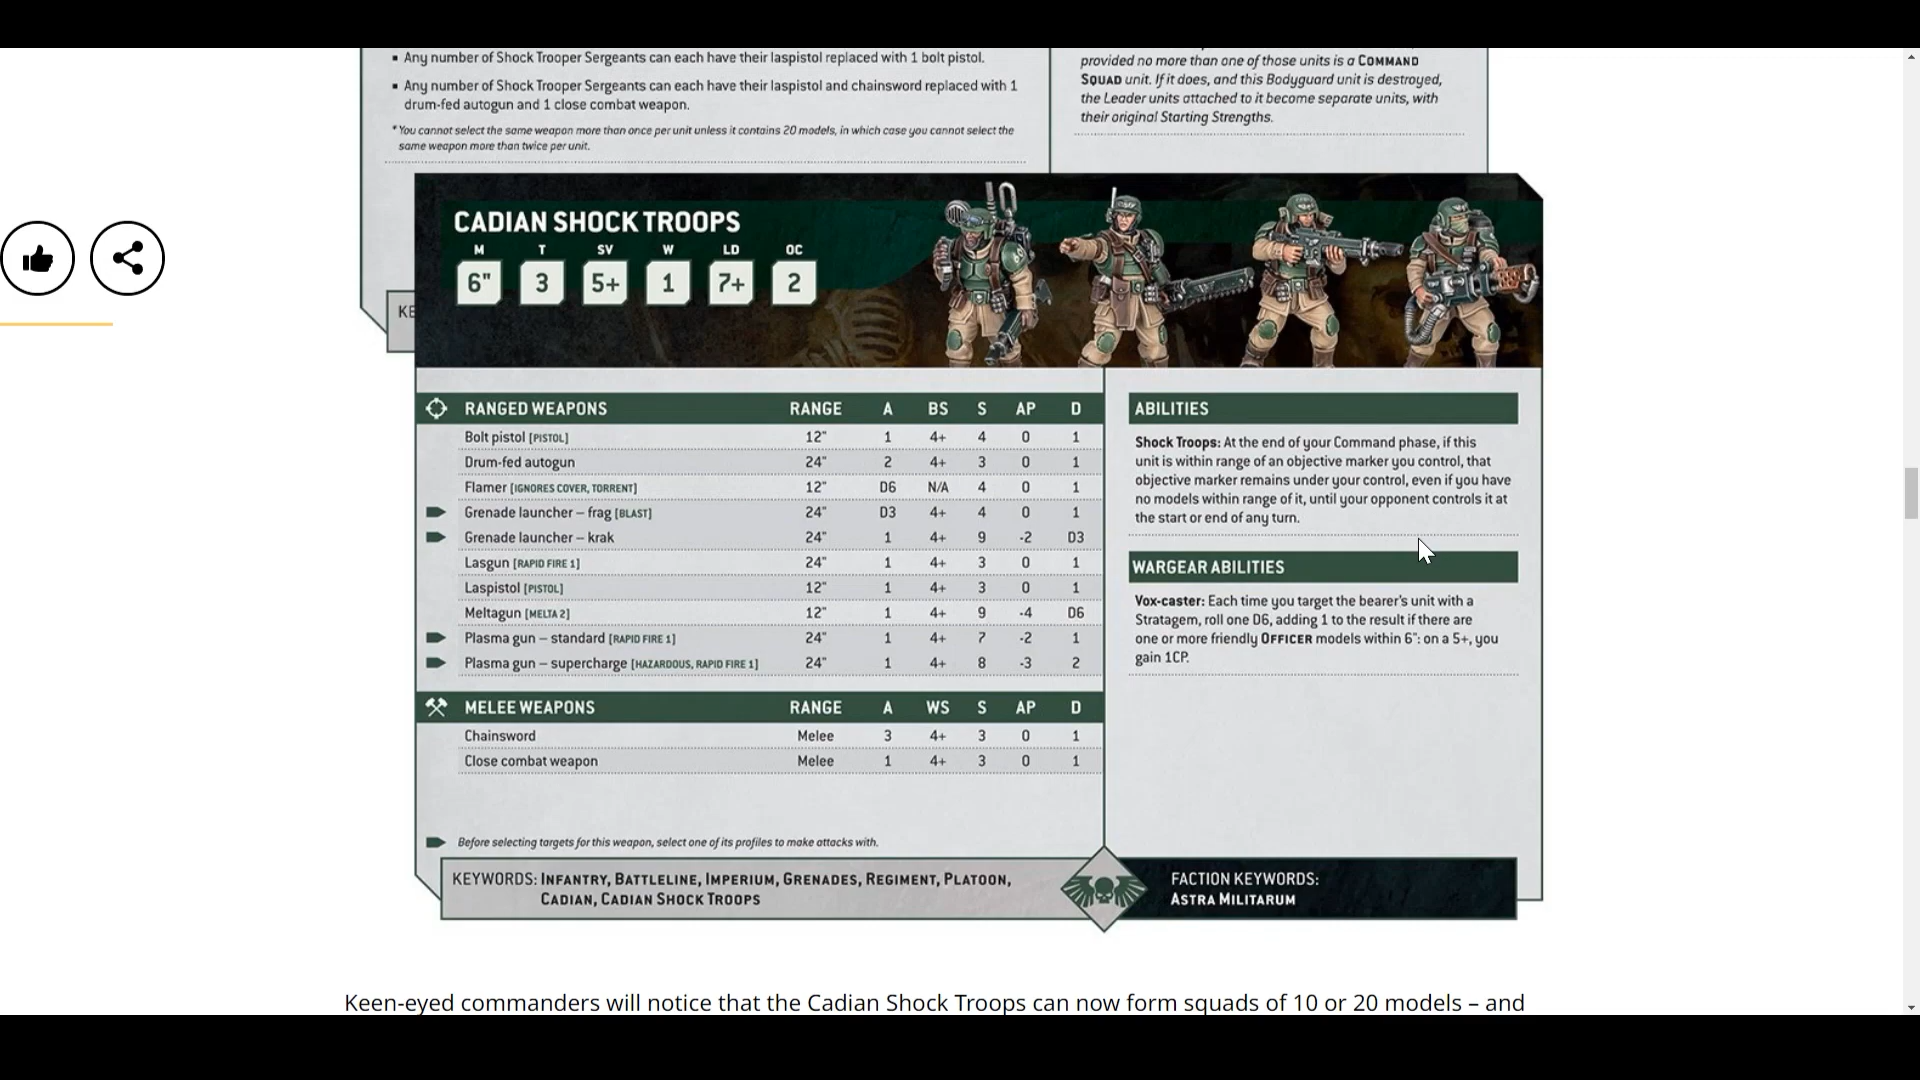 ▪ Any number of Shock Trooper Sergeants can each have their laspistol replaced with 1 bolt pistol.
▪ Any number of Shock Trooper Sergeants can each have their laspistol and chainsword replaced with 1
drum-fed autogun and 1 close combat weapon.
* You cannot select the same weapon more than once per unit unless it contains 20 models, in which case you cannot select the
same weapon more than twice per unit.
provided no more than one of those units is a COMMAND
SQUAD unit. If it does, and this Bodyguard unit is destroyed,
the Leader units attached to it become separate units, with
their original Starting Strengths.
KE
CADIAN SHOCK TROOPS
M T SV W LD OC
6" 3 5+ 1 7+ 2
RANGED WEAPONS RANGE A BS S AP D
Bolt pistol [PISTOL] 12" 1 4+ 4 0 1
Drum-fed autogun 24" 2 4+ 3 0 1
Flamer [IGNORES COVER, TORRENT] 12" D6 N/A 4 0 1
Grenade launcher – frag [BLAST] 24" D3 4+ 4 0 1
Grenade launcher – krak 24" 1 4+ 9 -2 D3
Lasgun [RAPID FIRE 1] 24" 1 4+ 3 0 1
Laspistol [PISTOL] 12" 1 4+ 3 0 1
Meltagun [MELTA 2] 12" 1 4+ 9 -4 D6
Plasma gun – standard [RAPID FIRE 1] 24" 1 4+ 7 -2 1
Plasma gun – supercharge [HAZARDOUS, RAPID FIRE 1] 24" 1 4+ 8 -3 2
MELEE WEAPONS RANGE A WS S AP D
Chainsword Melee 3 4+ 3 0 1
Close combat weapon Melee 1 4+ 3 0 1
Before selecting targets for this weapon, select one of its profiles to make attacks with.
ABILITIES
Shock Troops: At the end of your Command phase, if this
unit is within range of an objective marker you control, that
objective marker remains under your control, even if you have
no models within range of it, until your opponent controls it at
the start or end of any turn.
WARGEAR ABILITIES
Vox-caster: Each time you target the bearer's unit with a
Stratagem, roll one D6, adding 1 to the result if there are
one or more friendly OFFICER models within 6": on a 5+, you
gain 1CP.
KEYWORDS: INFANTRY, BATTLELINE, IMPERIUM, GRENADES, REGIMENT, PLATOON,
CADIAN, CADIAN SHOCK TROOPS
FACTION KEYWORDS:
ASTRA MILITARUM
Keen-eyed commanders will notice that the Cadian Shock Troops can now form squads of 10 or 20 models – and